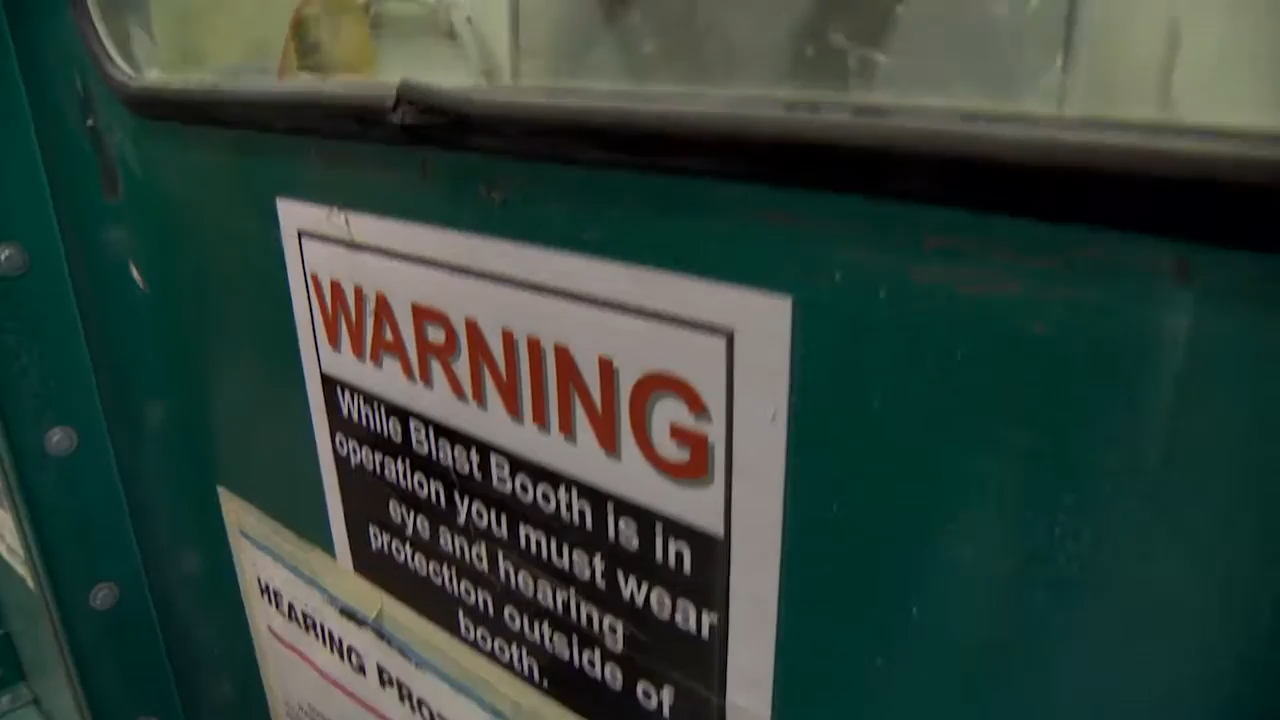 WARNING
While Blast Booth is in
operation you must wear
eye and hearing
protection outside of
booth.
HEARING